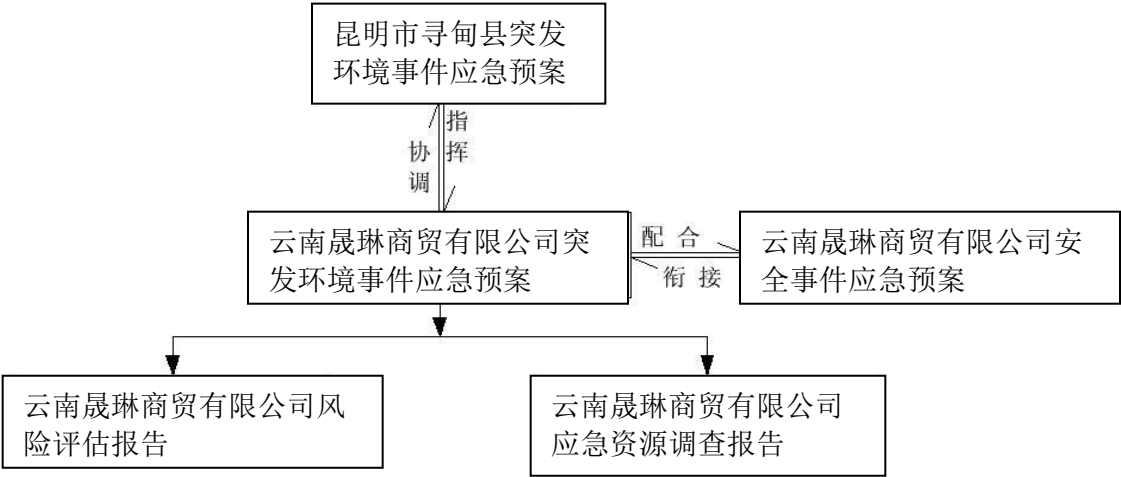 昆明市寻甸县突发
环境事件应急预案
协调
指挥
云南晟琳商贸有限公司突
发环境事件应急预案
配 合
衔 接
云南晟琳商贸有限公司安
全事件应急预案
云南晟琳商贸有限公司风
险评估报告
云南晟琳商贸有限公司
应急资源调查报告